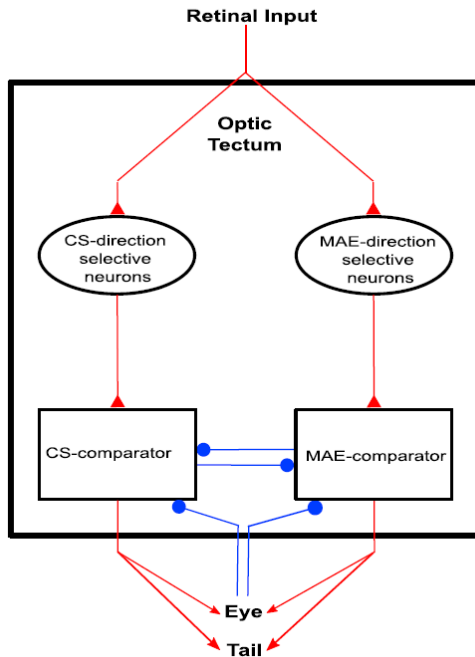 Retinal Input
Optic
Tectum
CS-direction
selective
neurons
MAE-direction
selective
neurons
CS-comparator
MAE-comparator
Eye
Tail